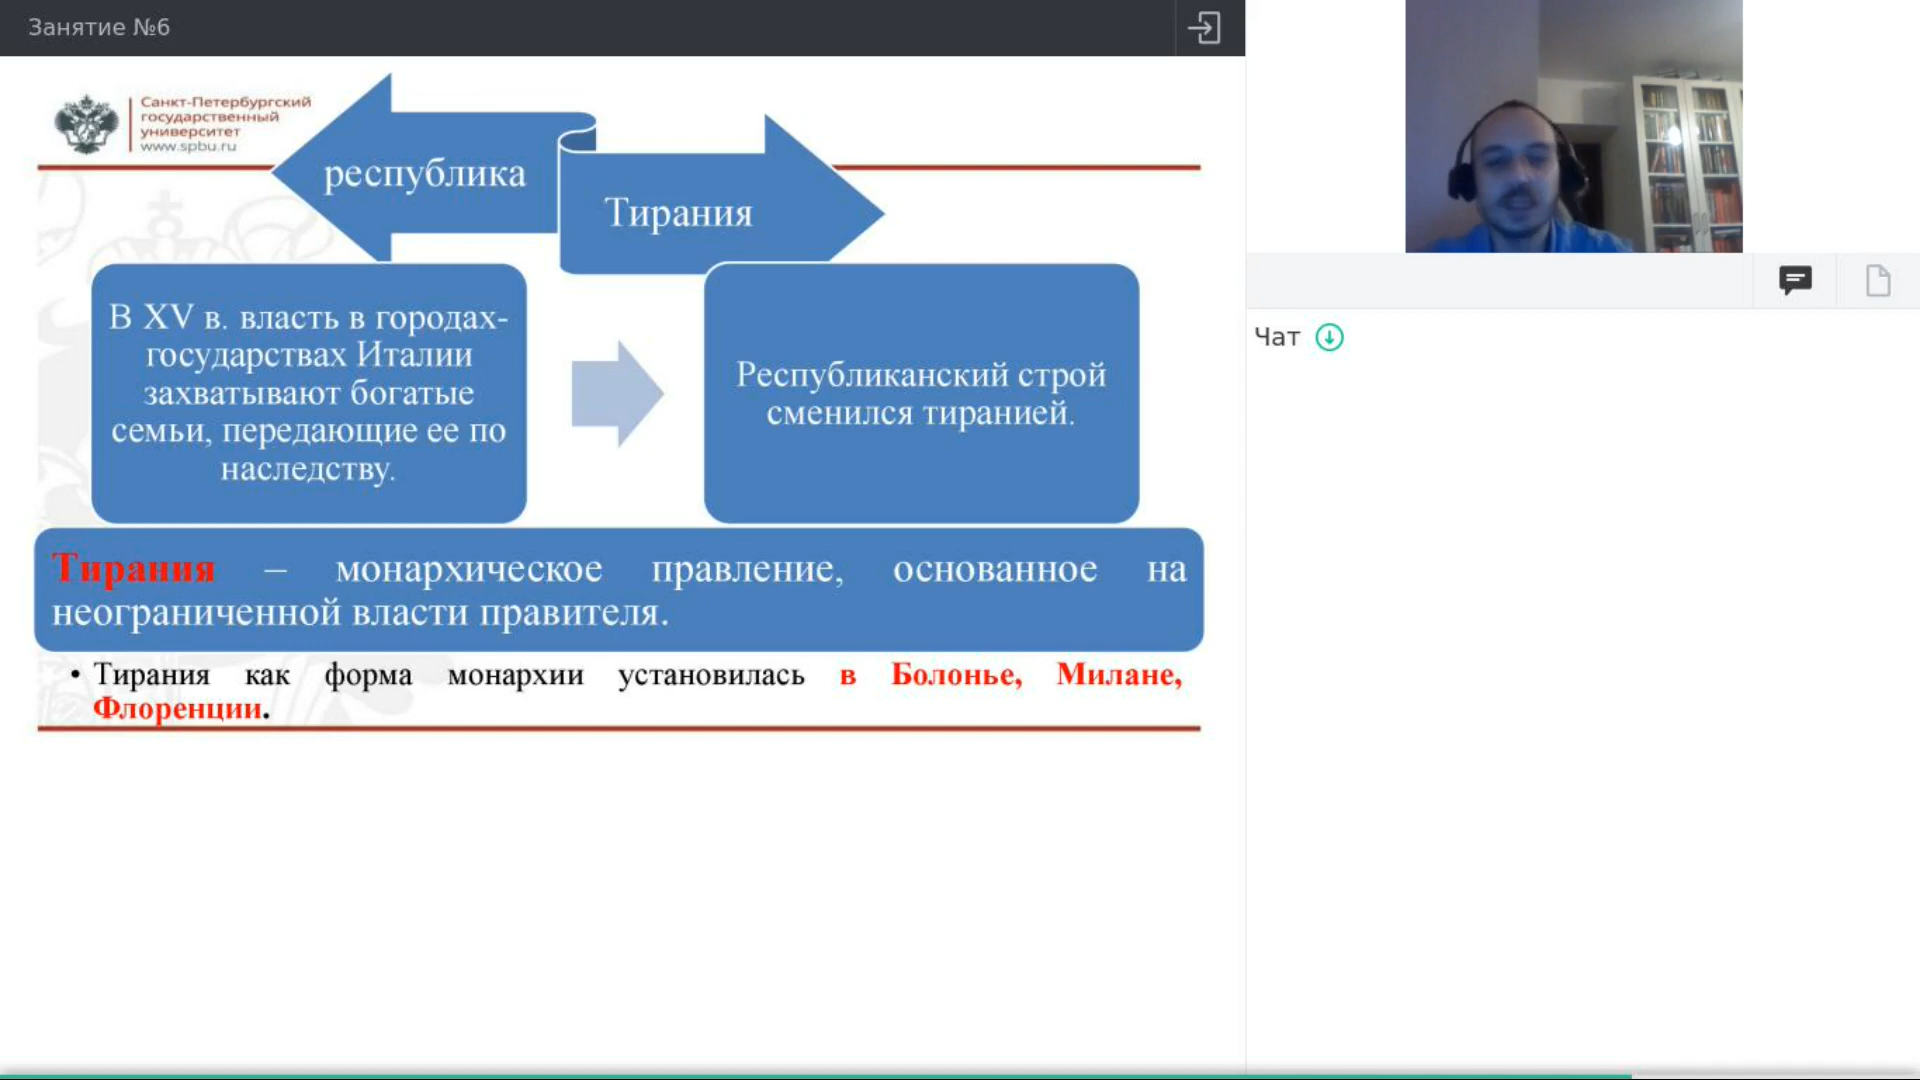 Занятие №6
Санкт-Петербургский
государственный
университет
www.spbu.ru
республика
Тирания
В XV в. власть в городах-
государствах Италии
захватывают богатые
семьи, передающие ее по
наследству.
Республиканский строй
сменился тиранией.
Тирания – монархическое правление, основанное на
неограниченной власти правителя.
• Тирания как форма монархии установилась в Болонье, Милане,
Флоренции.
Чат